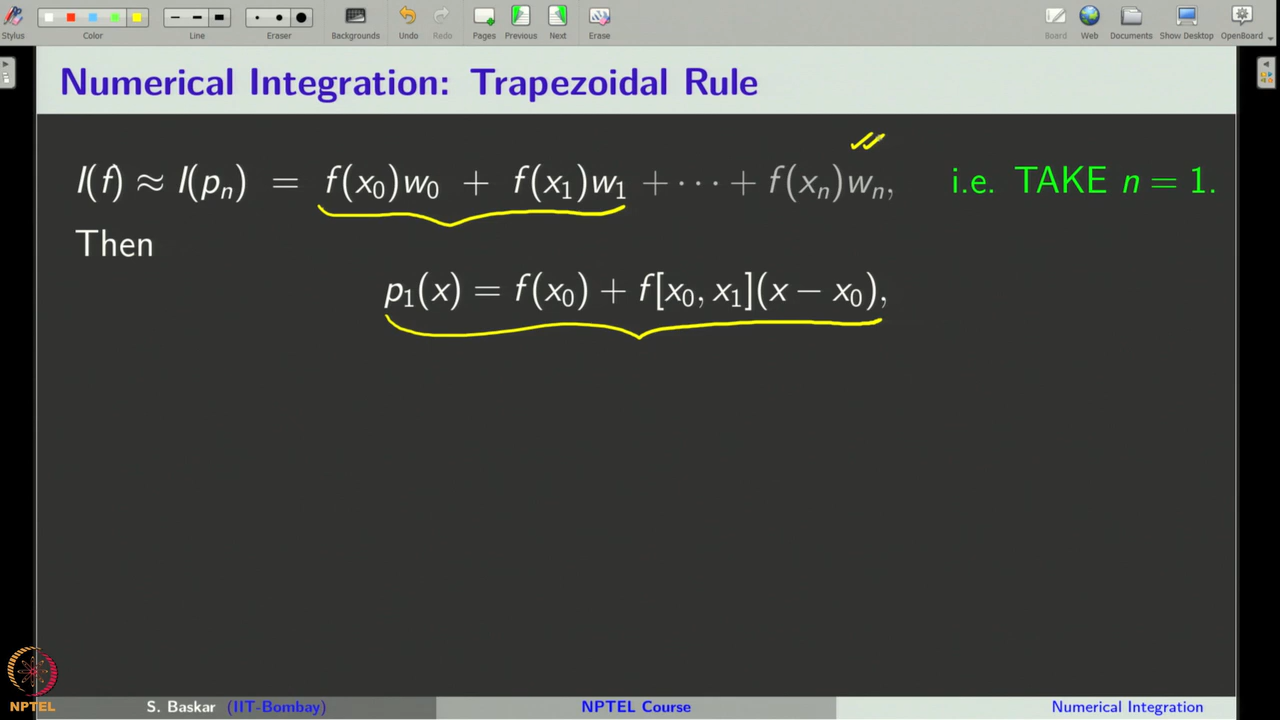 Stylus Color Line Eraser Backgrounds Undo Redo Pages Previous Next Erase Board Web Documents Show Desktop OpenBoard
Numerical Integration: Trapezoidal Rule
I(f) ≈ I(pₙ) = f(x₀)w₀ + f(x₁)w₁ + ⋯ + f(xₙ)wₙ, i.e. TAKE n = 1.
Then
p₁(x) = f(x₀) + f[x₀, x₁](x − x₀),
NPTEL
S. Baskar (IIT-Bombay) NPTEL Course Numerical Integration